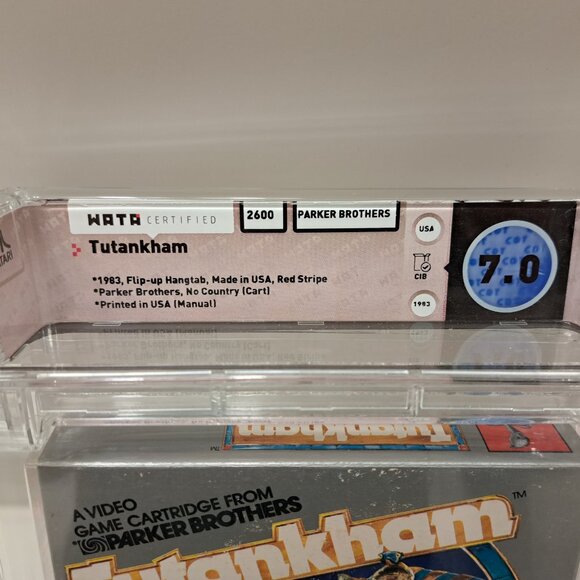 WATA CERTIFIED
2600
PARKER BROTHERS
USA
Tutankham
7.0
CIB
*1983, Flip-up Hangtab, Made in USA, Red Stripe
*Parker Brothers, No Country (Cart)
*Printed in USA (Manual)
1983
Tutankham
A VIDEO
GAME CARTRIDGE FROM
PARKER BROTHERS
Tutankham™